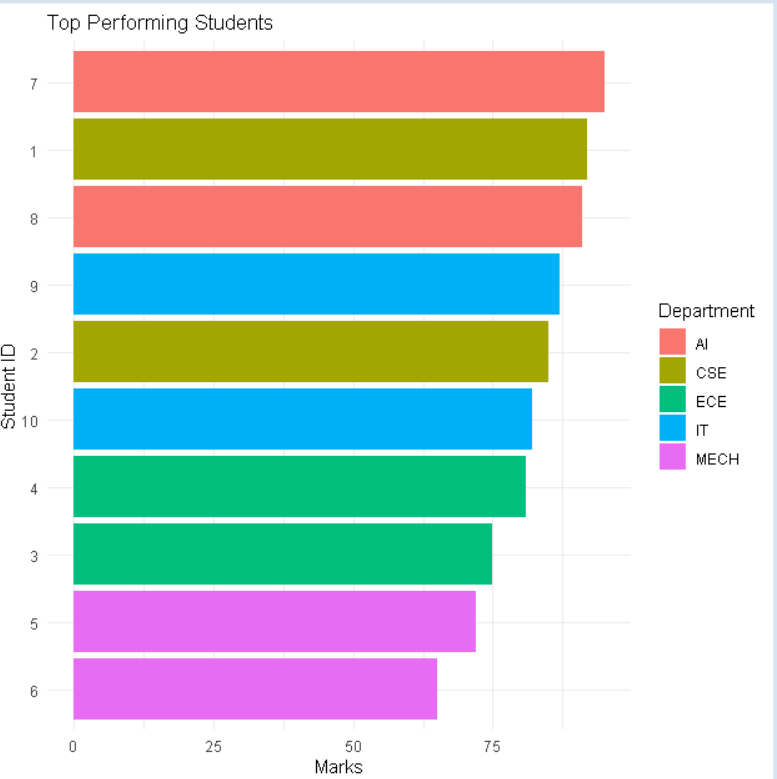 Top Performing Students
7
1
8
9
2
10
4
3
5
6
Student ID
0 25 50 75
Marks
Department
AI
CSE
ECE
IT
MECH